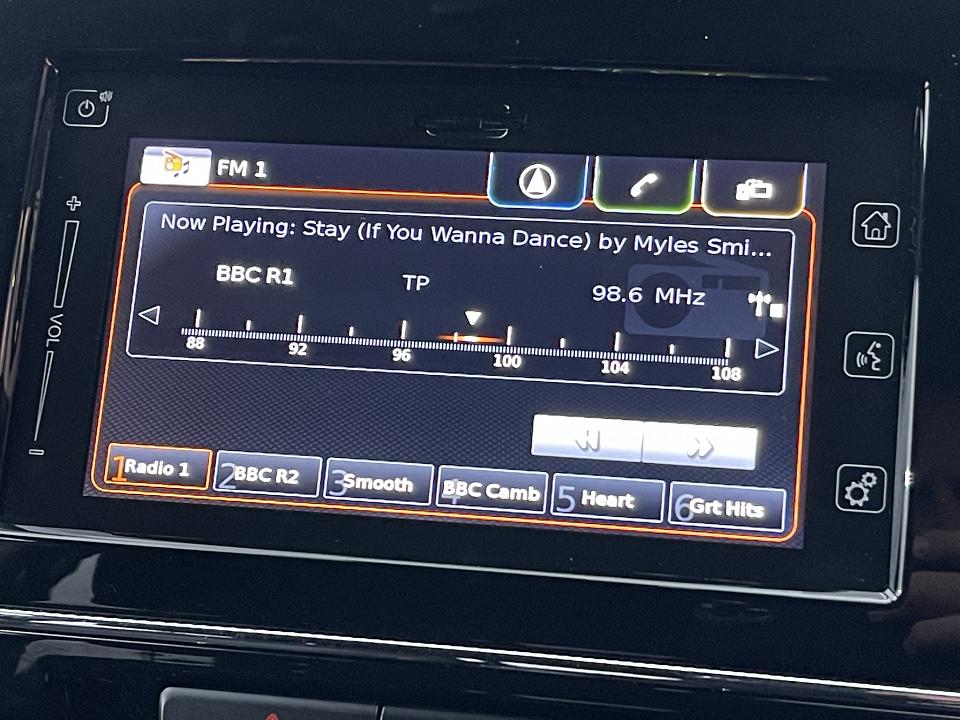 FM 1
Now Playing: Stay (If You Wanna Dance) by Myles Smi...
BBC R1 TP 98.6 MHz
88 92 96 100 104 108
VOL
1 Radio 1 2 BBC R2 3 Smooth 4 BBC Camb 5 Heart 6 Grt Hits